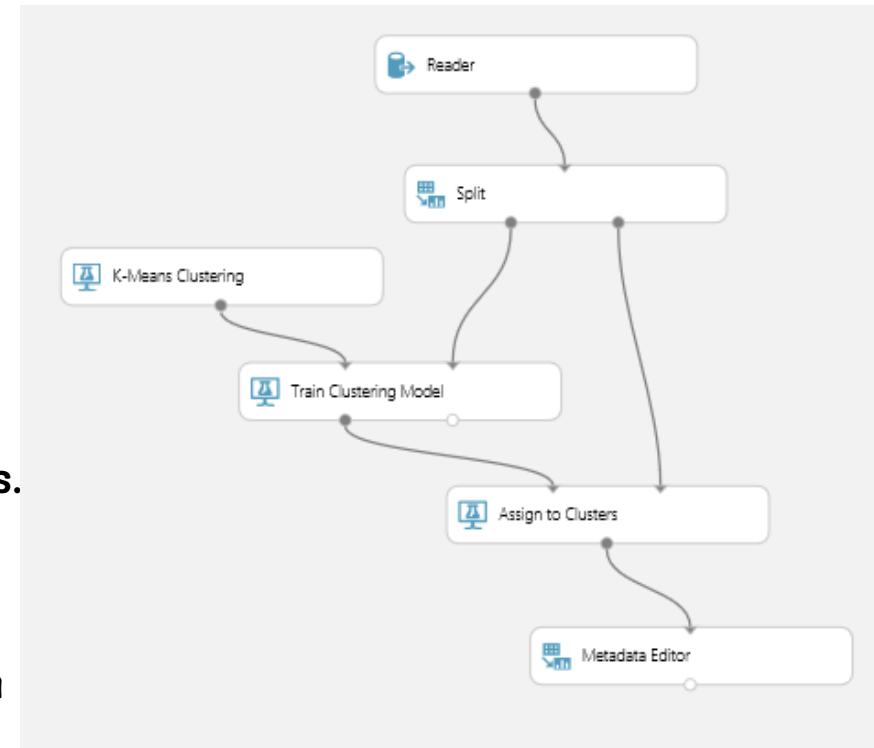 Reader
Split
K-Means Clustering
Train Clustering Model
s.
Assign to Clusters
Metadata Editor